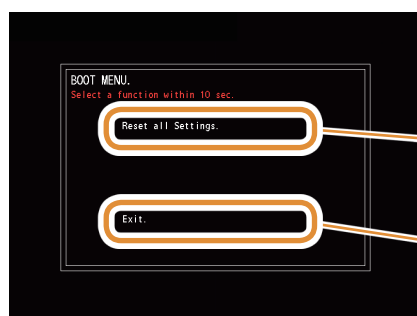 BOOT MENU.
Select a function within 10 sec.
Reset all Settings.
Exit.